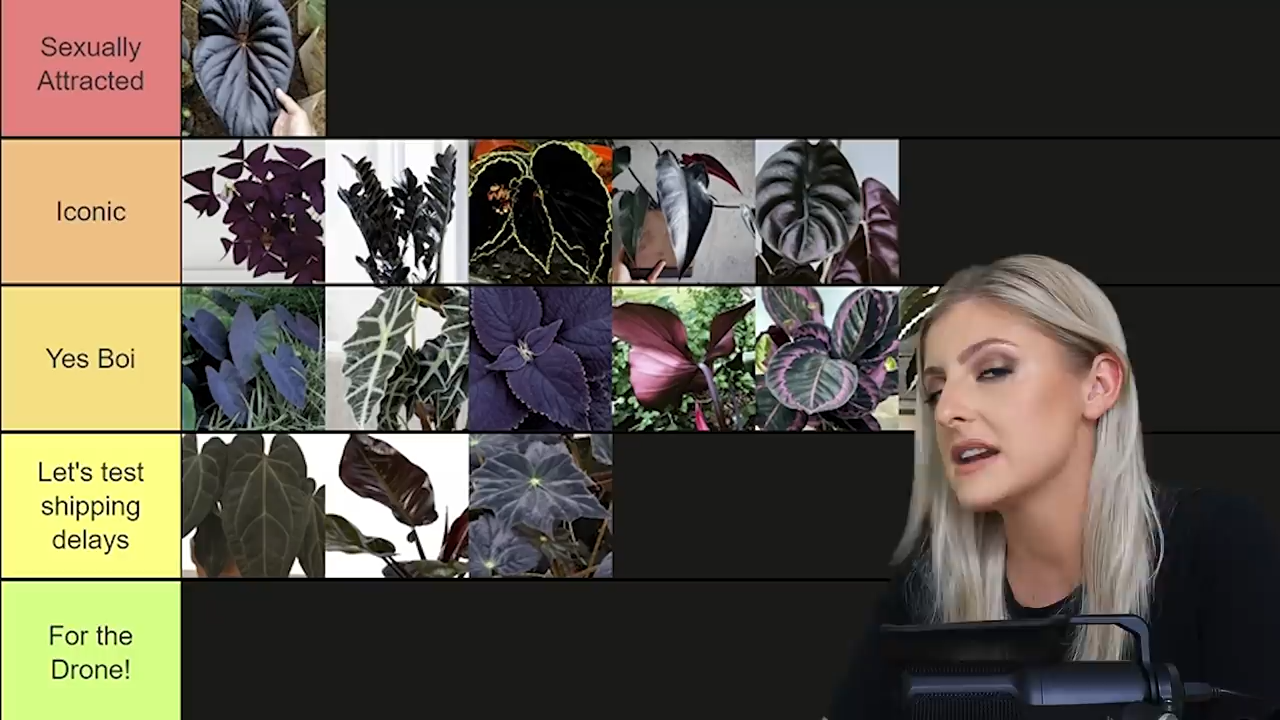 Sexually
Attracted
Iconic
Yes Boi
Let's test
shipping
delays
For the
Drone!